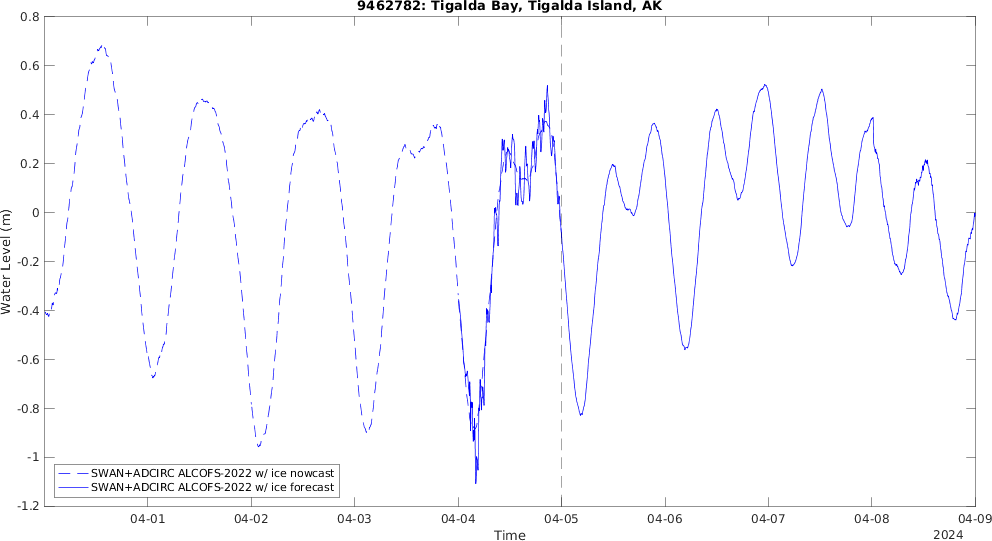 9462782: Tigalda Bay, Tigalda Island, AK
0.8
0.6
0.4
0.2
0
-0.2
-0.4
-0.6
-0.8
-1
-1.2
Water Level (m)
SWAN+ADCIRC ALCOFS-2022 w/ ice nowcast
SWAN+ADCIRC ALCOFS-2022 w/ ice forecast
04-01 04-02 04-03 04-04 04-05 04-06 04-07 04-08 04-09
Time
2024